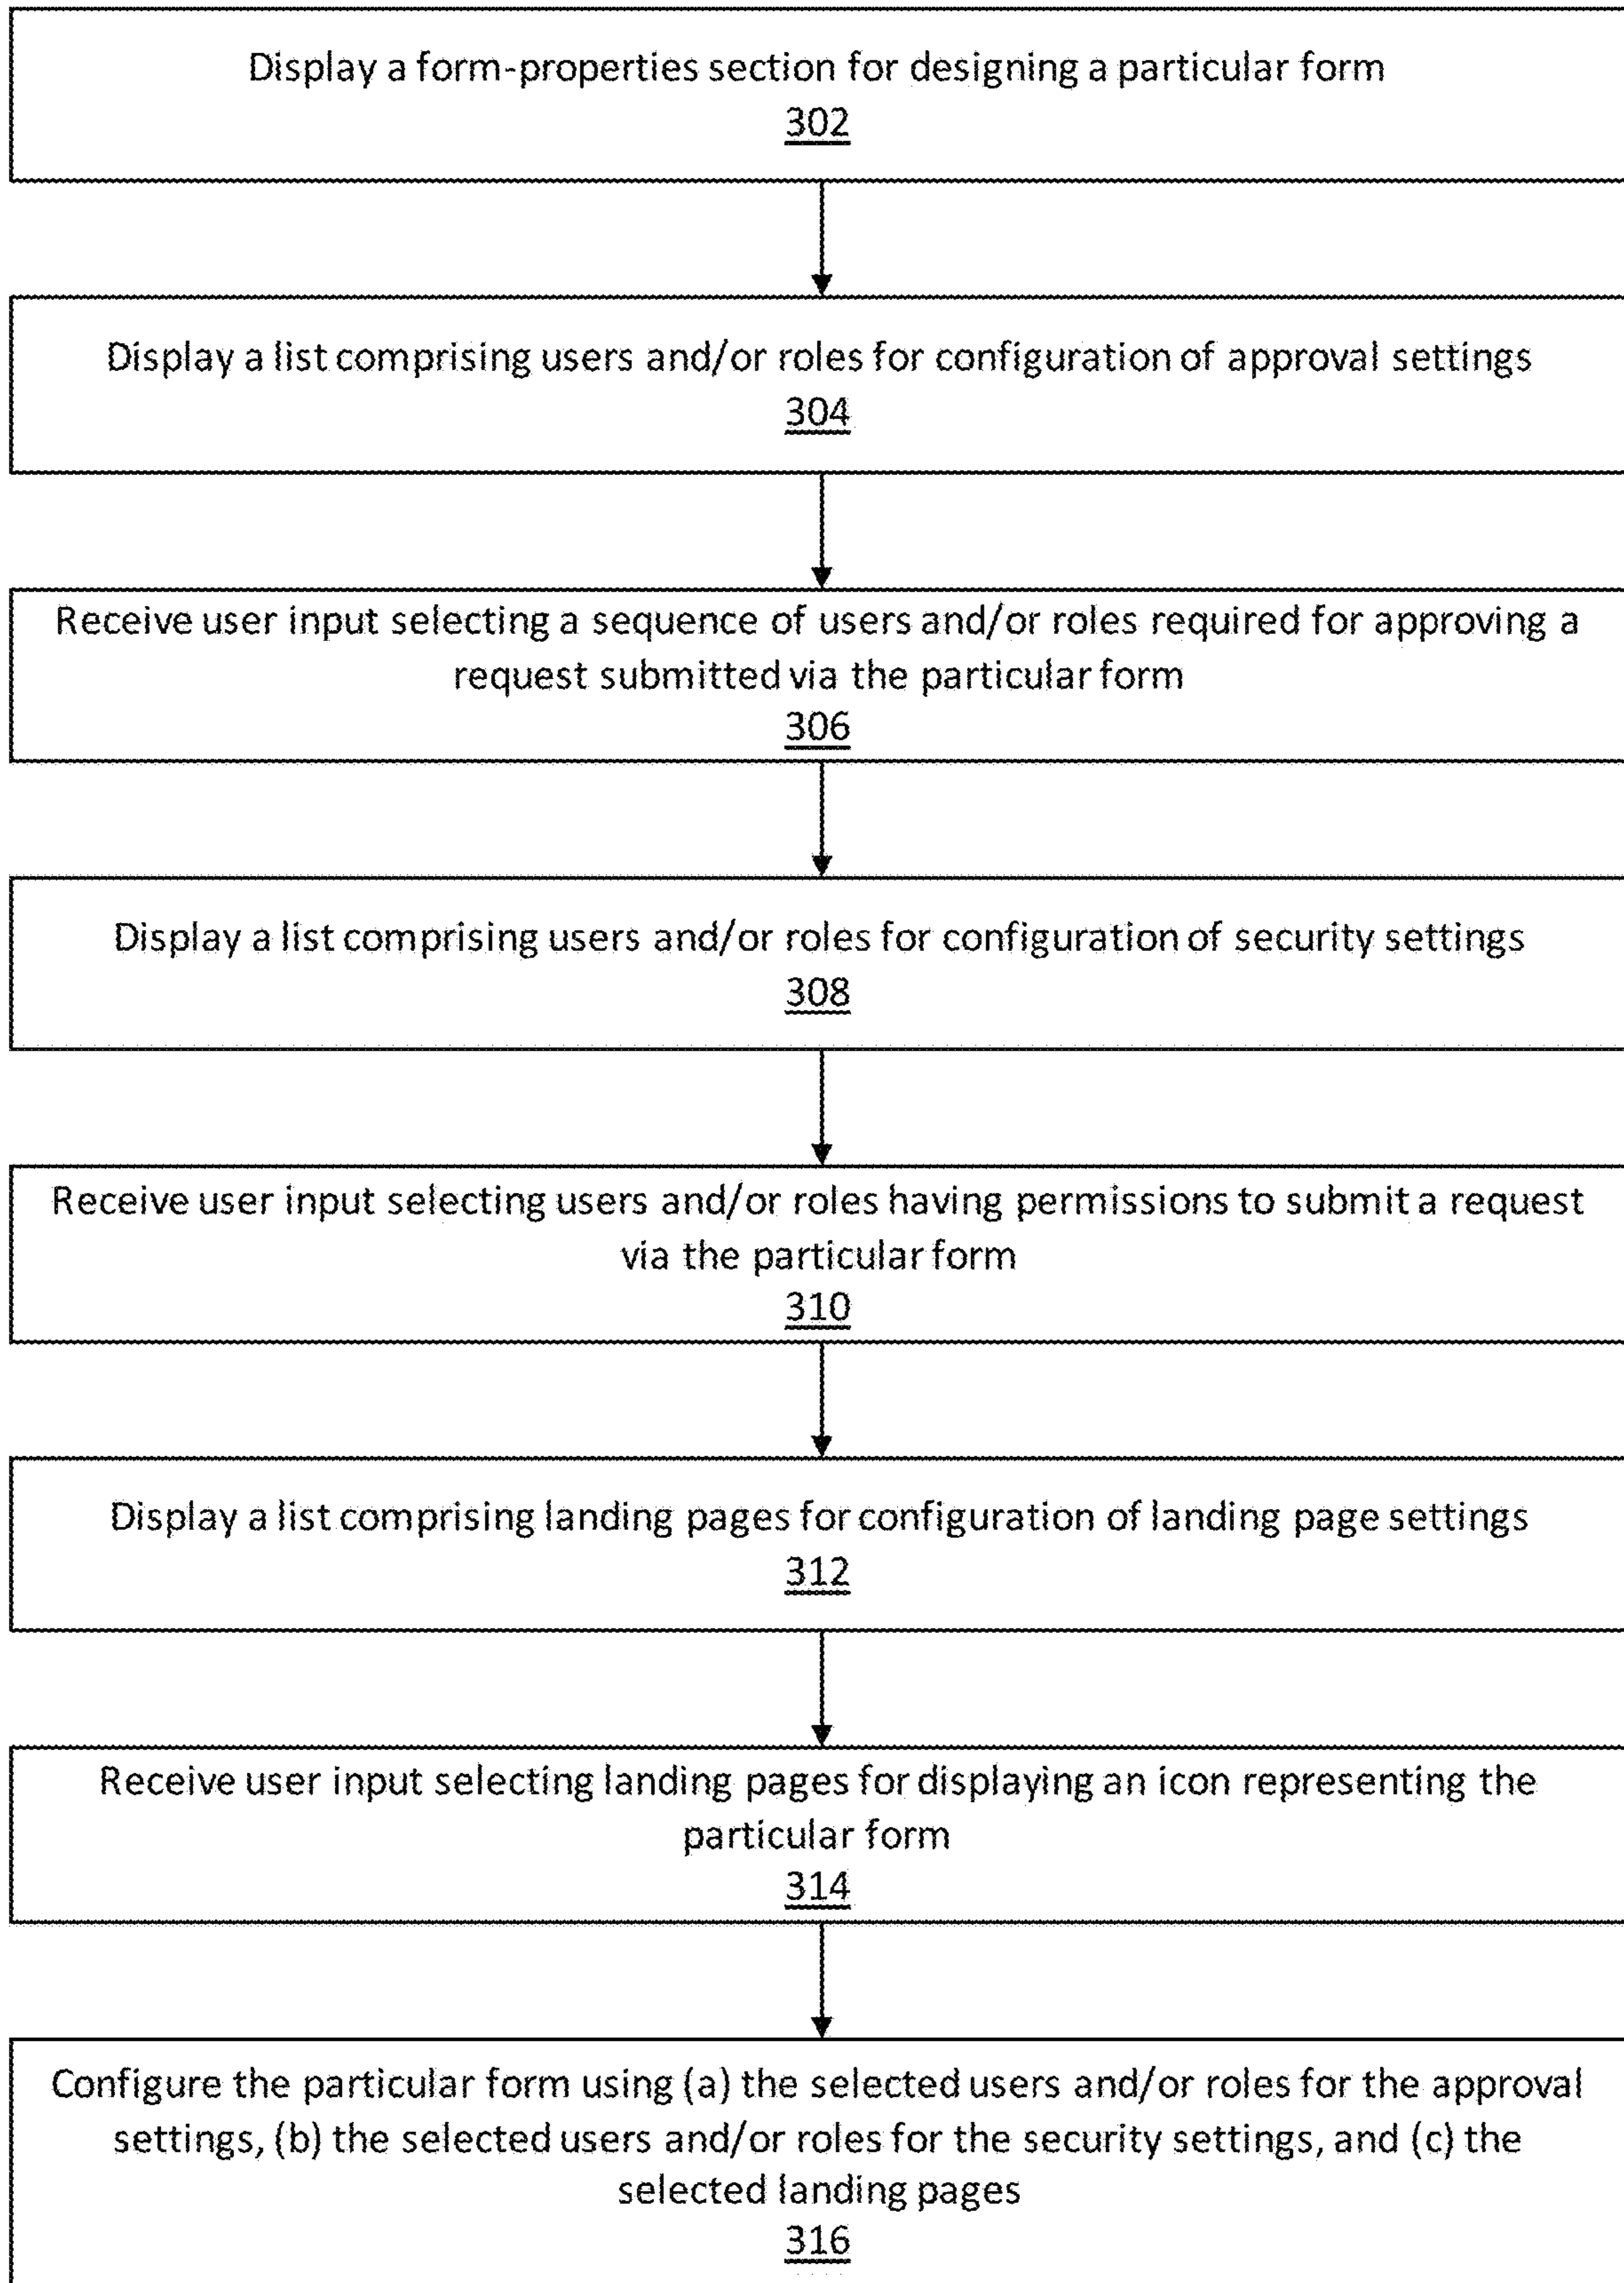 Display a form-properties section for designing a particular form
302
Display a list comprising users and/or roles for configuration of approval settings
304
Receive user input selecting a sequence of users and/or roles required for approving a
request submitted via the particular form
306
Display a list comprising users and/or roles for configuration of security settings
308
Receive user input selecting users and/or roles having permissions to submit a request
via the particular form
310
Display a list comprising landing pages for configuration of landing page settings
312
Receive user input selecting landing pages for displaying an icon representing the
particular form
314
Configure the particular form using (a) the selected users and/or roles for the approval
settings, (b) the selected users and/or roles for the security settings, and (c) the
selected landing pages
316